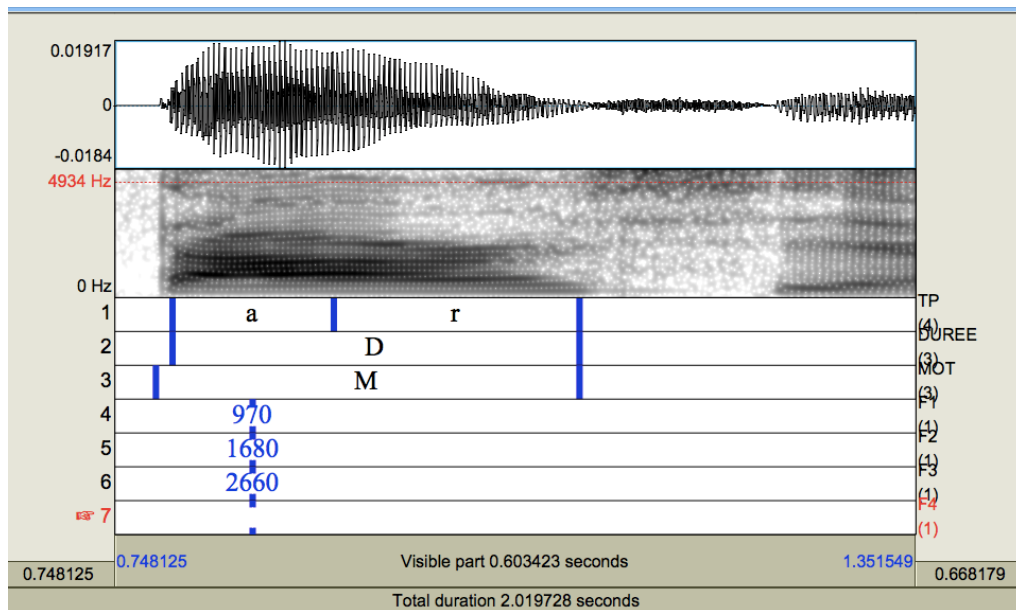 0.01917
0
-0.0184
4934 Hz
0 Hz
1 a r TP (4)
2 D DUREE (3)
3 M MOT (3)
4 970 F1 (1)
5 1680 F2 (1)
6 2660 F3 (1)
☞ 7 F4 (1)
0.748125 Visible part 0.603423 seconds 1.351549
0.748125 0.668179
Total duration 2.019728 seconds